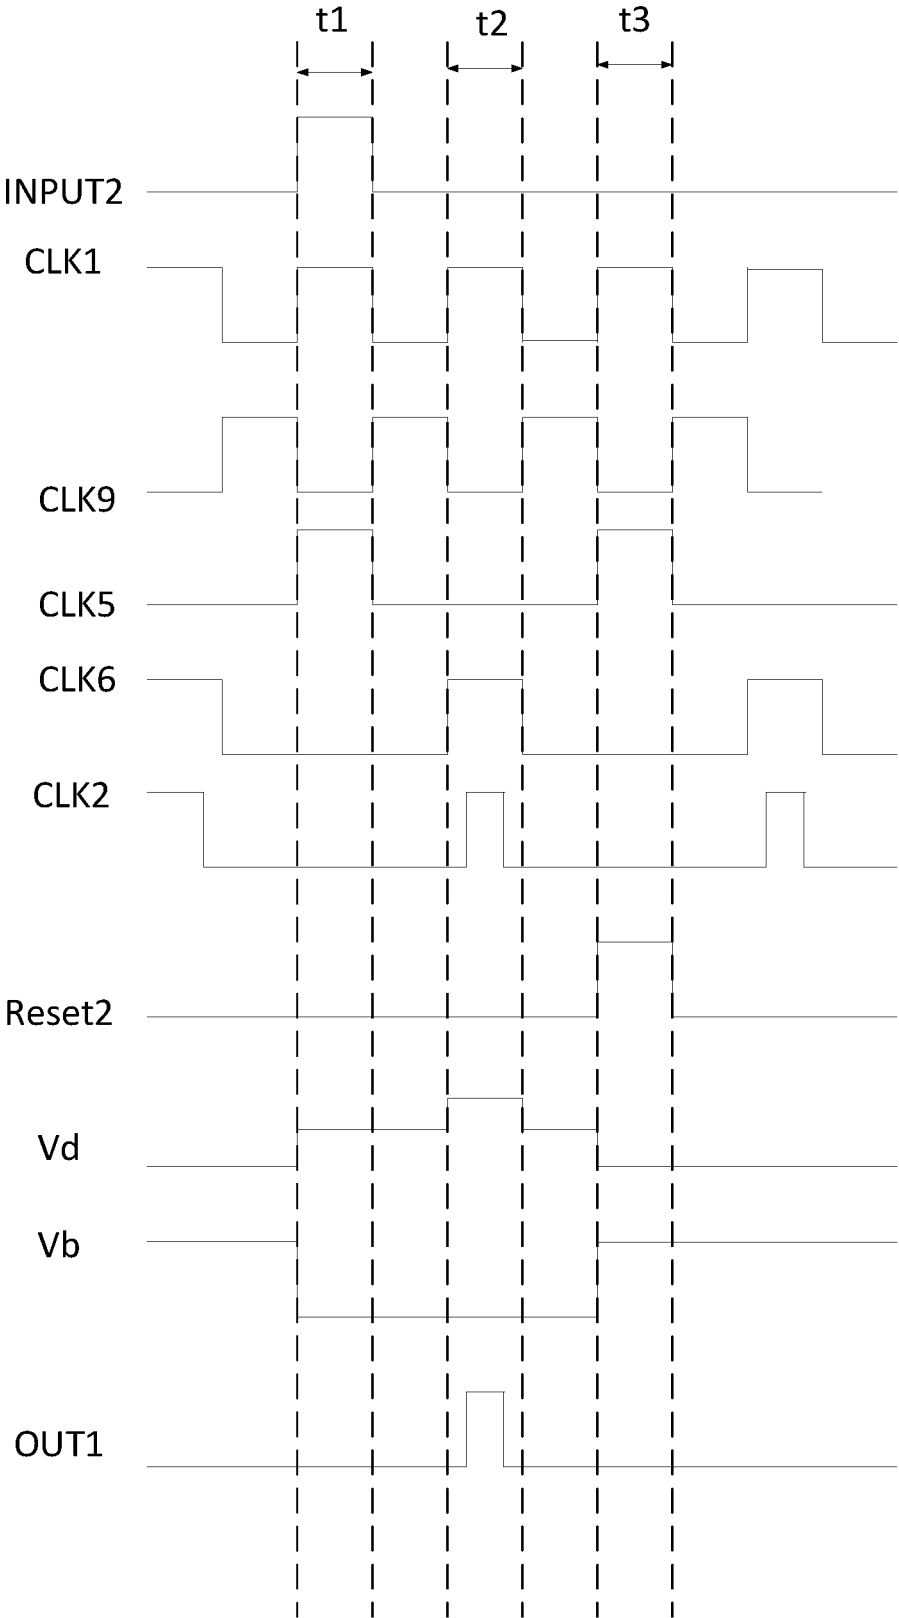 t1
t2
t3
INPUT2
CLK1
CLK9
CLK5
CLK6
CLK2
Reset2
Vd
Vb
OUT1